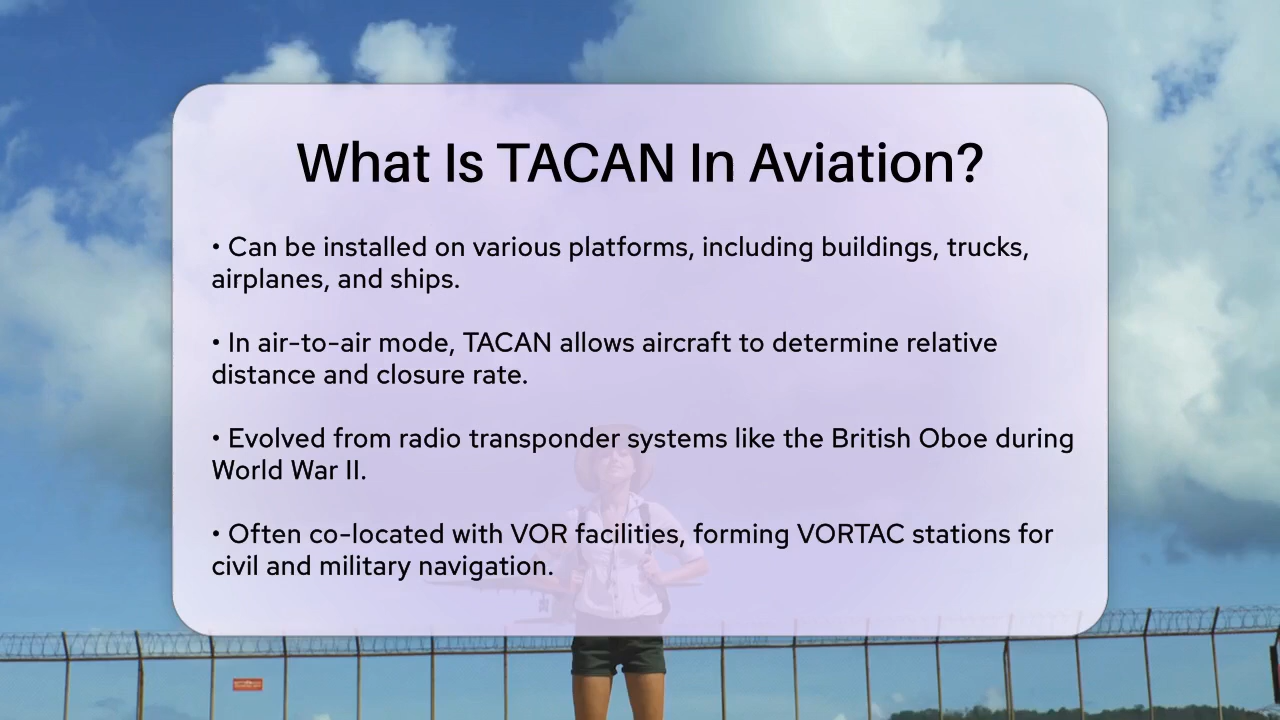 What Is TACAN In Aviation?
• Can be installed on various platforms, including buildings, trucks,
airplanes, and ships.
• In air-to-air mode, TACAN allows aircraft to determine relative
distance and closure rate.
• Evolved from radio transponder systems like the British Oboe during
World War II.
• Often co-located with VOR facilities, forming VORTAC stations for
civil and military navigation.